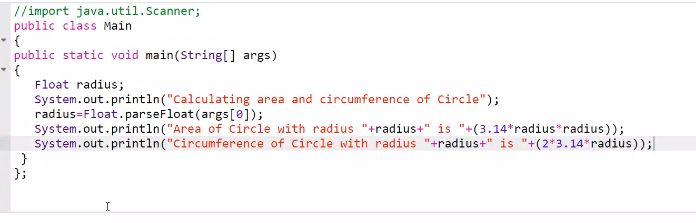 //import java.util.Scanner;
public class Main
{
public static void main(String[] args)
{
   Float radius;
   System.out.println("Calculating area and circumference of Circle");
   radius=Float.parseFloat(args[0]);
   System.out.println("Area of Circle with radius "+radius+" is "+(3.14*radius*radius));
   System.out.println("Circumference of Circle with radius "+radius+" is "+(2*3.14*radius));
 }
};